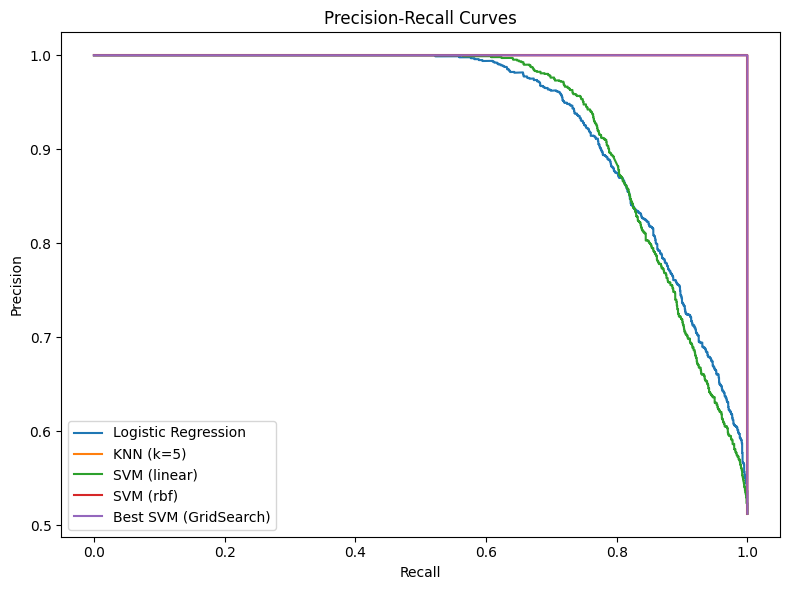 Precision-Recall Curves
1.0
0.9
0.8
0.7
0.6
0.5
Precision
Logistic Regression
KNN (k=5)
SVM (linear)
SVM (rbf)
Best SVM (GridSearch)
0.0 0.2 0.4 0.6 0.8 1.0
Recall